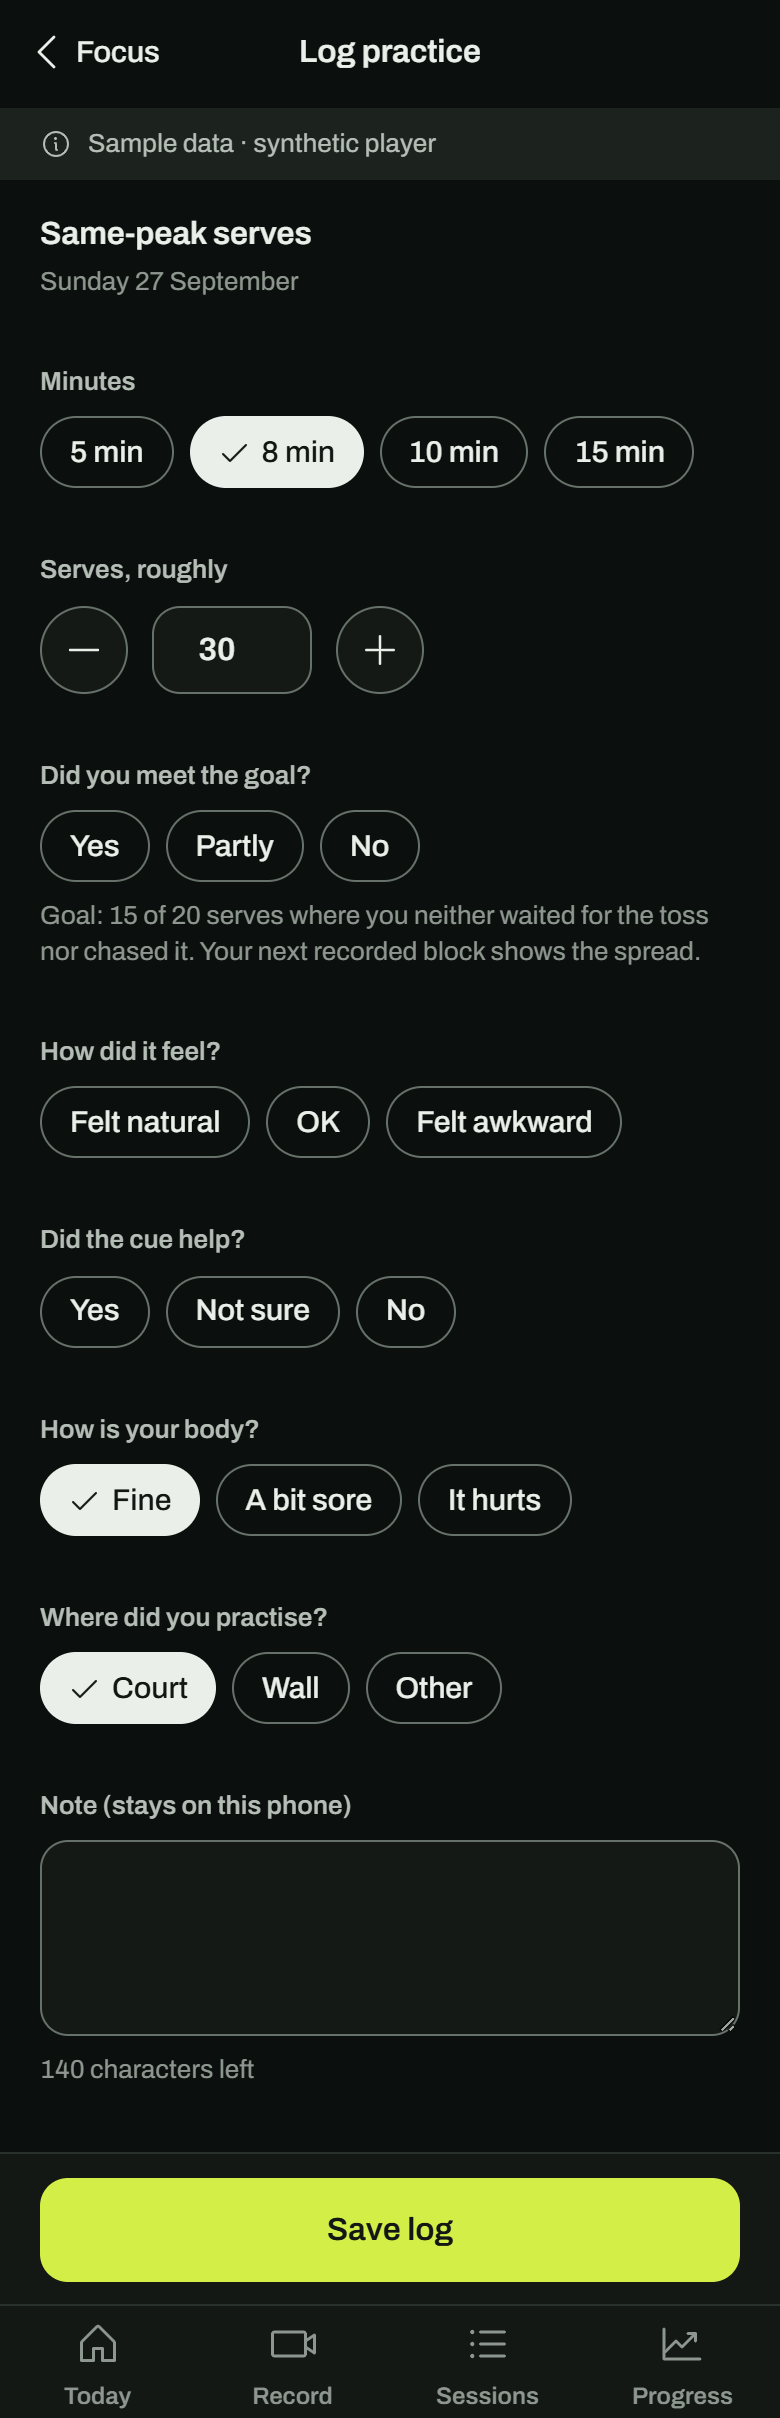 Focus
Log practice
Sample data · synthetic player
Same-peak serves
Sunday 27 September
Minutes
5 min
8 min
10 min
15 min
Serves, roughly
30
Did you meet the goal?
Yes
Partly
No
Goal: 15 of 20 serves where you neither waited for the toss
nor chased it. Your next recorded block shows the spread.
How did it feel?
Felt natural
OK
Felt awkward
Did the cue help?
Yes
Not sure
No
How is your body?
Fine
A bit sore
It hurts
Where did you practise?
Court
Wall
Other
Note (stays on this phone)
140 characters left
Save log
Today
Record
Sessions
Progress